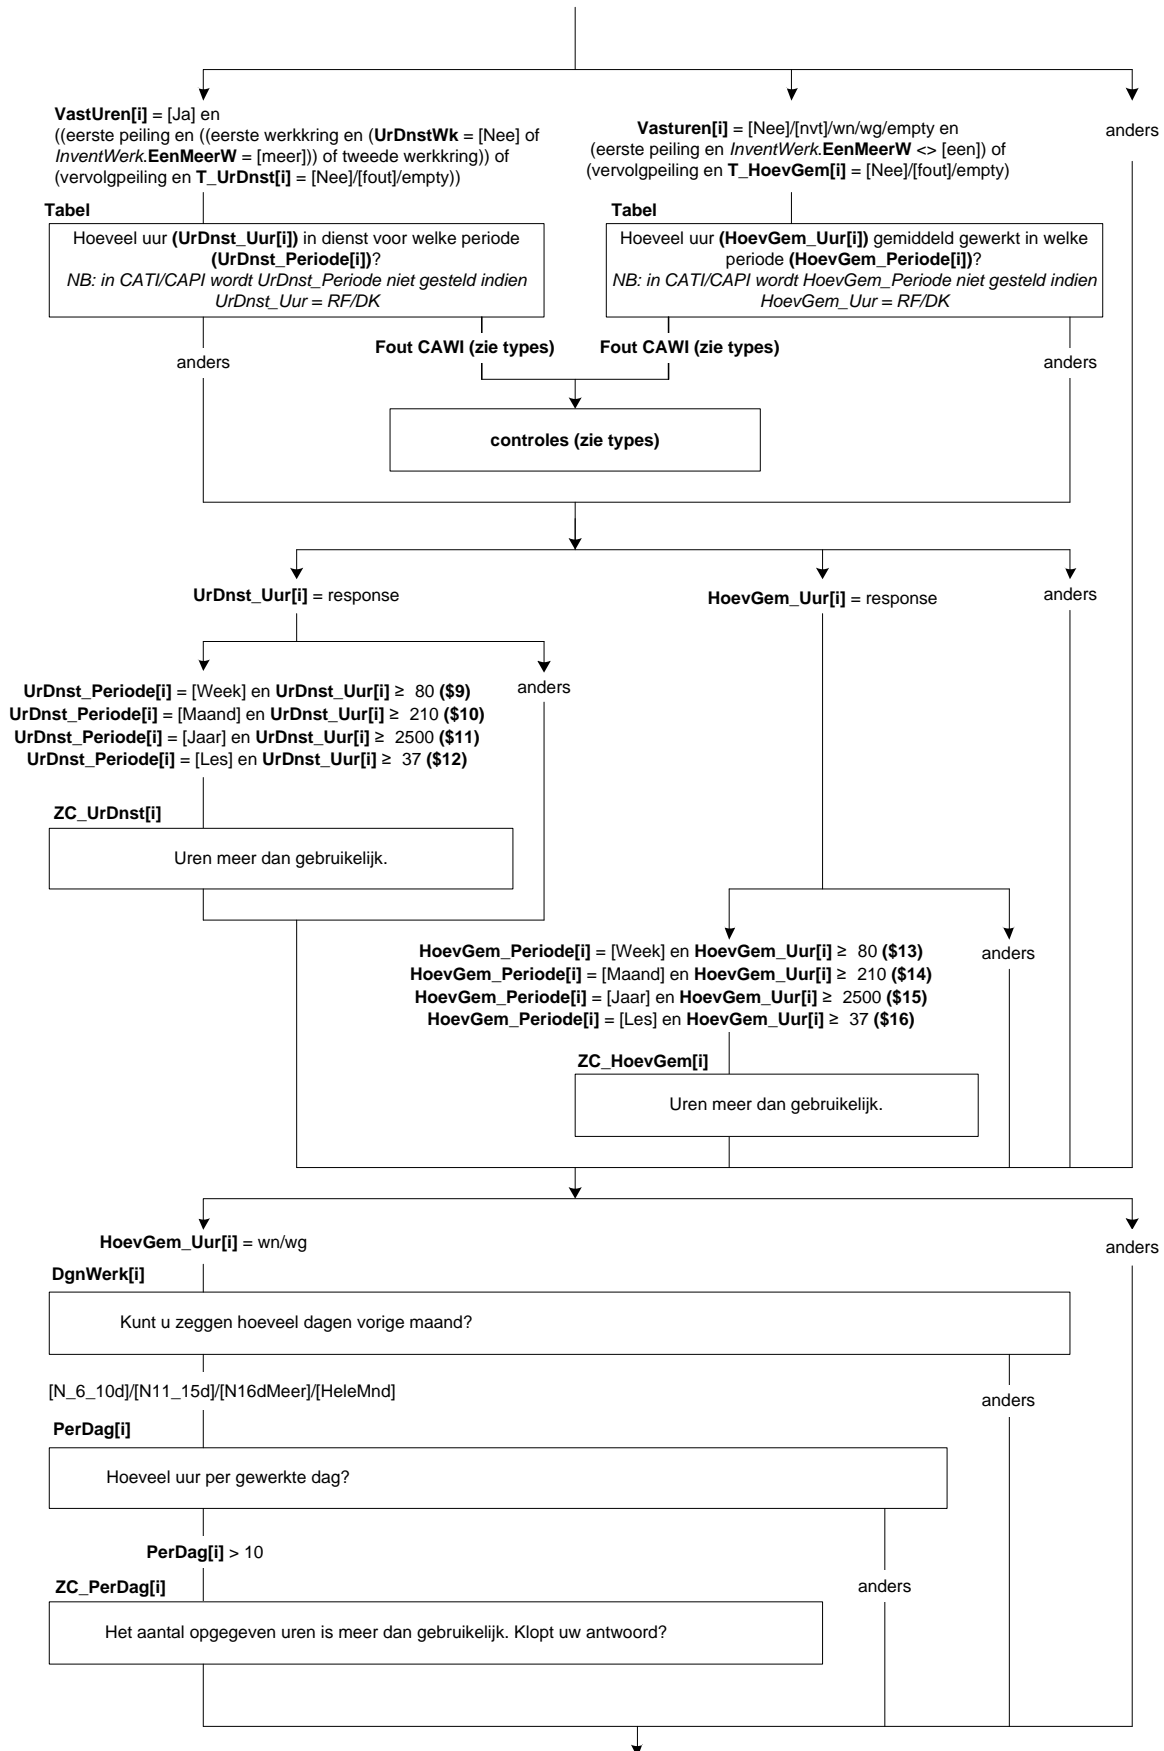 VastUren[i] = [Ja] en
((eerste peiling en ((eerste werkkring en (UrDnstWk = [Nee] of
InventWerk.EenMeerW = [meer])) of tweede werkkring)) of
(vervolgpeiling en T_UrDnst[i] = [Nee]/[fout]/empty))
Vasturen[i] = [Nee]/[nvt]/wn/wg/empty en
(eerste peiling en InventWerk.EenMeerW <> [een]) of
(vervolgpeiling en T_HoevGem[i] = [Nee]/[fout]/empty)
anders
Tabel
Hoeveel uur (UrDnst_Uur[i]) in dienst voor welke periode
(UrDnst_Periode[i])?
NB: in CATI/CAPI wordt UrDnst_Periode niet gesteld indien
UrDnst_Uur = RF/DK
Tabel
Hoeveel uur (HoevGem_Uur[i]) gemiddeld gewerkt in welke
periode (HoevGem_Periode[i])?
NB: in CATI/CAPI wordt HoevGem_Periode niet gesteld indien
HoevGem_Uur = RF/DK
anders
Fout CAWI (zie types)
Fout CAWI (zie types)
anders
controles (zie types)
UrDnst_Uur[i] = response
HoevGem_Uur[i] = response
anders
UrDnst_Periode[i] = [Week] en UrDnst_Uur[i] ≥ 80 ($9)
UrDnst_Periode[i] = [Maand] en UrDnst_Uur[i] ≥ 210 ($10)
UrDnst_Periode[i] = [Jaar] en UrDnst_Uur[i] ≥ 2500 ($11)
UrDnst_Periode[i] = [Les] en UrDnst_Uur[i] ≥ 37 ($12)
anders
ZC_UrDnst[i]
Uren meer dan gebruikelijk.
HoevGem_Periode[i] = [Week] en HoevGem_Uur[i] ≥ 80 ($13)
HoevGem_Periode[i] = [Maand] en HoevGem_Uur[i] ≥ 210 ($14)
HoevGem_Periode[i] = [Jaar] en HoevGem_Uur[i] ≥ 2500 ($15)
HoevGem_Periode[i] = [Les] en HoevGem_Uur[i] ≥ 37 ($16)
anders
ZC_HoevGem[i]
Uren meer dan gebruikelijk.
HoevGem_Uur[i] = wn/wg
anders
DgnWerk[i]
Kunt u zeggen hoeveel dagen vorige maand?
[N_6_10d]/[N11_15d]/[N16dMeer]/[HeleMnd]
anders
PerDag[i]
Hoeveel uur per gewerkte dag?
PerDag[i] > 10
anders
ZC_PerDag[i]
Het aantal opgegeven uren is meer dan gebruikelijk. Klopt uw antwoord?